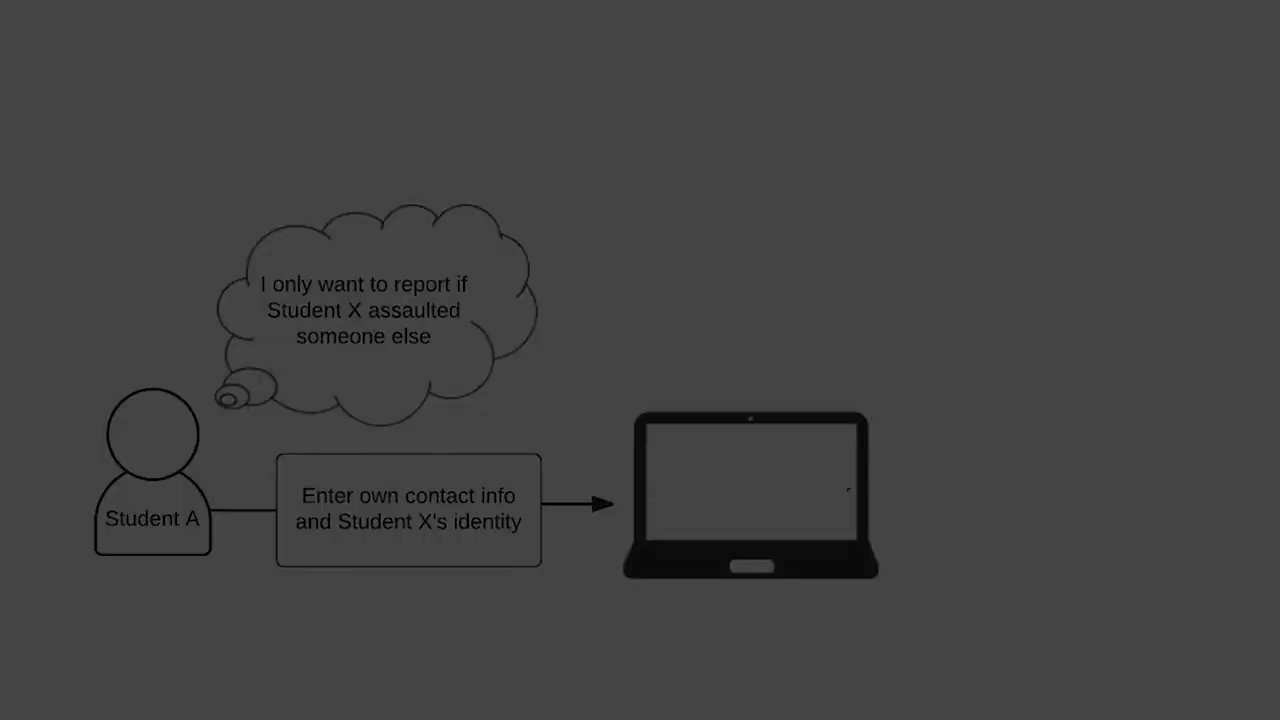 I only want to report if
Student X assaulted
someone else
Enter own contact info
and Student X's identity
Student A